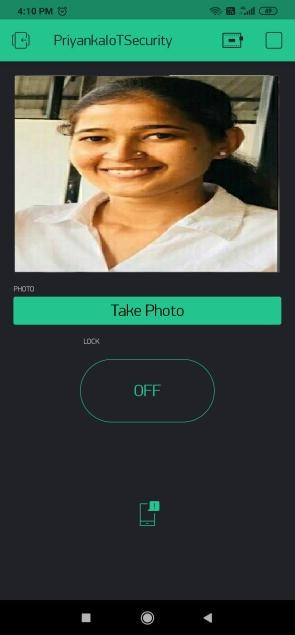 4:10 PM
PriyankaIoTSecurity
PHOTO
Take Photo
LOCK
OFF